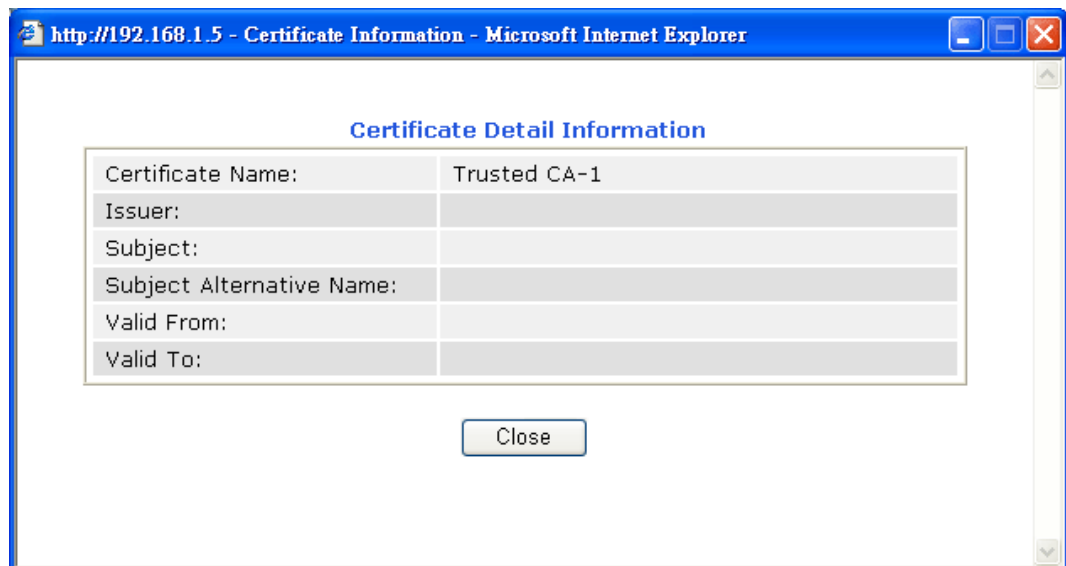 http://192.168.1.5 - Certificate Information - Microsoft Internet Explorer
Certificate Detail Information
Certificate Name: Trusted CA-1
Issuer:
Subject:
Subject Alternative Name:
Valid From:
Valid To:
Close